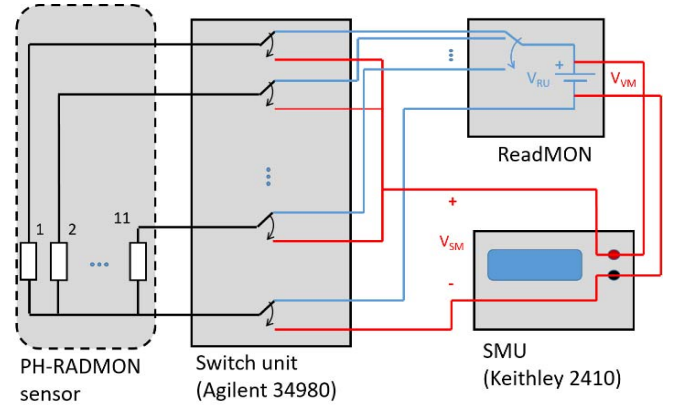 +
V_RU
V_VM
ReadMON
1
2
11
+
V_SM
-
PH-RADMON
sensor
Switch unit
(Agilent 34980)
SMU
(Keithley 2410)